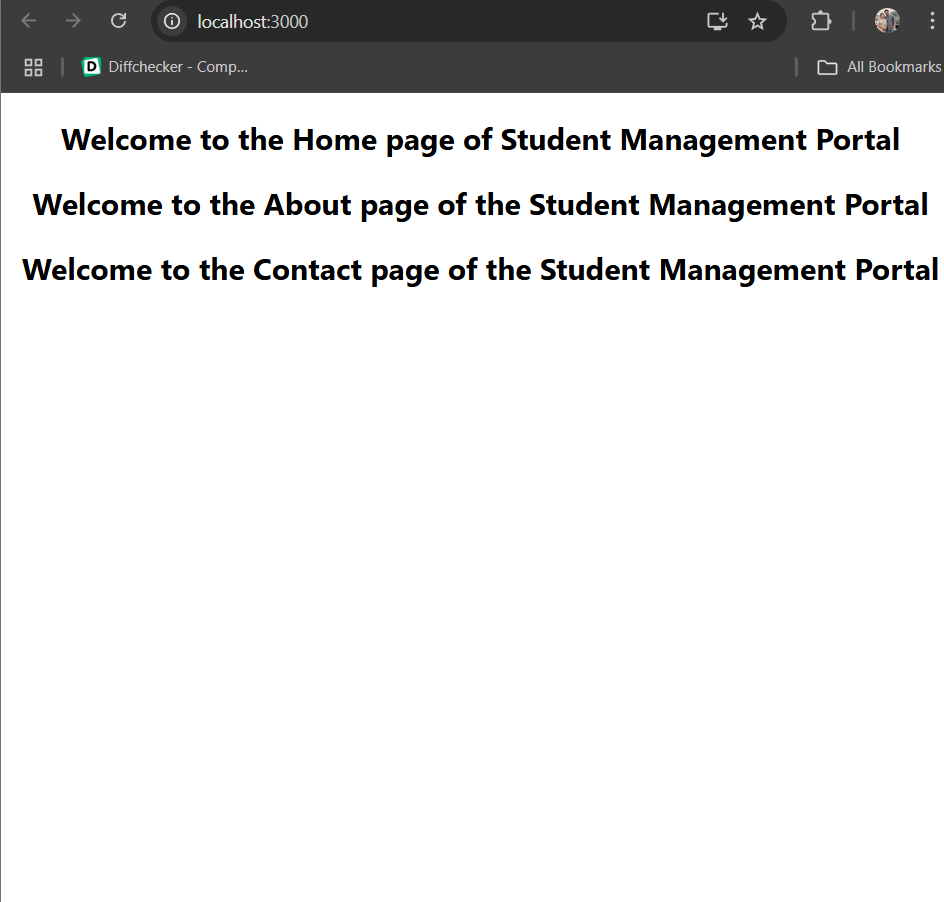 localhost:3000
D Diffchecker - Comp...
All Bookmarks
Welcome to the Home page of Student Management Portal
Welcome to the About page of the Student Management Portal
Welcome to the Contact page of the Student Management Portal